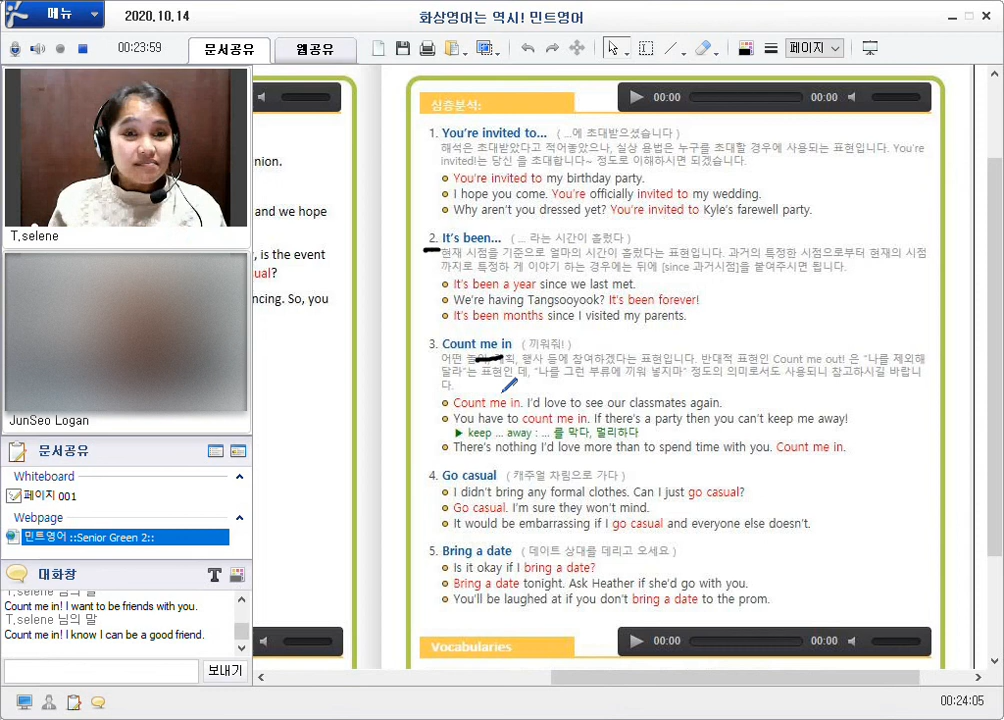 메뉴
2020.10.14
화상영어는 역시! 민트영어
00:23:59
문서공유
웹공유
페이지
T.selene
JunSeo Logan
문서공유
Whiteboard
페이지 001
Webpage
민트영어 ::Senior Green 2::
대화창
T.selene 님의 말
Count me in! I want to be friends with you.
T.selene 님의 말
Count me in! I know I can be a good friend.
보내기
nion.
and we hope
, is the event
ual?
ncing. So, you
심층분석:
00:00
00:00
1. You're invited to... ( ...에 초대받으셨습니다 )
해석은 초대받았다고 적어놓았으나, 실상 용법은 누구를 초대할 경우에 사용되는 표현입니다. You're
invited!는 당신 을 초대합니다~ 정도로 이해하시면 되겠습니다.
You're invited to my birthday party.
I hope you come. You're officially invited to my wedding.
Why aren't you dressed yet? You're invited to Kyle's farewell party.
2. It's been... ( ... 라는 시간이 흘렀다 )
현재 시점을 기준으로 얼마의 시간이 흘렀다는 표현입니다. 과거의 특정한 시점으로부터 현재의 시점
까지로 특정하 게 이야기 하는 경우에는 뒤에 [since 과거시점]을 붙여주시면 됩니다.
It's been a year since we last met.
We're having Tangsooyook? It's been forever!
It's been months since I visited my parents.
3. Count me in ( 끼워줘! )
어떤 획, 행사 등에 참여하겠다는 표현입니다. 반대적 표현인 Count me out! 은 "나를 제외해
달라"는 표현인 데, "나를 그런 부류에 끼워 넣지마" 정도의 의미로서도 사용되니 참고하시길 바랍니
다.
Count me in. I'd love to see our classmates again.
You have to count me in. If there's a party then you can't keep me away!
▶ keep ... away : ... 를 막다, 멀리하다
There's nothing I'd love more than to spend time with you. Count me in.
4. Go casual ( 캐주얼 차림으로 가다 )
I didn't bring any formal clothes. Can I just go casual?
Go casual. I'm sure they won't mind.
It would be embarrassing if I go casual and everyone else doesn't.
5. Bring a date ( 데이트 상대를 데리고 오세요 )
Is it okay if I bring a date?
Bring a date tonight. Ask Heather if she'd go with you.
You'll be laughed at if you don't bring a date to the prom.
Vocabularies
00:00
00:00
00:24:05